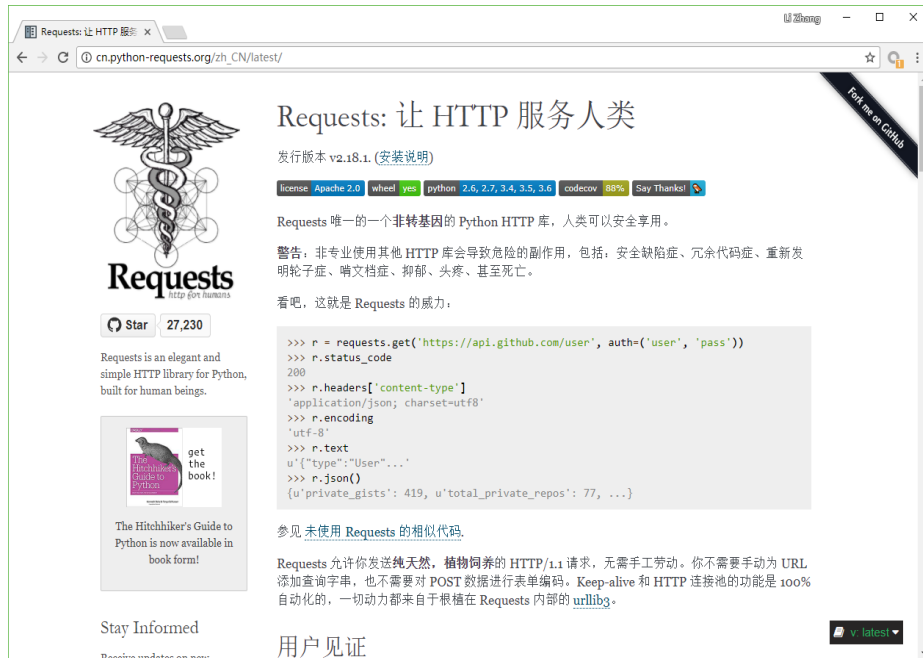 Li Zhang
Requests: 让 HTTP 服务
cn.python-requests.org/zh_CN/latest/
Fork me on GitHub
Requests
http for humans
Star 27,230
Requests is an elegant and
simple HTTP library for Python,
built for human beings.
The
Hitchhiker's
Guide to
Python
get
the
book!
The Hitchhiker's Guide to
Python is now available in
book form!
Stay Informed
Receive updates on new
Requests: 让 HTTP 服务人类
发行版本 v2.18.1. (安装说明)
license Apache 2.0 wheel yes python 2.6, 2.7, 3.4, 3.5, 3.6 codecov 88% Say Thanks!
Requests 唯一的一个非转基因的 Python HTTP 库，人类可以安全享用。
警告：非专业使用其他 HTTP 库会导致危险的副作用，包括：安全缺陷症、冗余代码症、重新发
明轮子症、啃文档症、抑郁、头疼、甚至死亡。
看吧，这就是 Requests 的威力：
>>> r = requests.get('https://api.github.com/user', auth=('user', 'pass'))
>>> r.status_code
200
>>> r.headers['content-type']
'application/json; charset=utf8'
>>> r.encoding
'utf-8'
>>> r.text
u'{"type":"User"...'
>>> r.json()
{u'private_gists': 419, u'total_private_repos': 77, ...}
参见 未使用 Requests 的相似代码.
Requests 允许你发送纯天然，植物饲养的 HTTP/1.1 请求，无需手工劳动。你不需要手动为 URL
添加查询字串，也不需要对 POST 数据进行表单编码。Keep-alive 和 HTTP 连接池的功能是 100%
自动化的，一切动力都来自于根植在 Requests 内部的 urllib3。
用户见证
v: latest